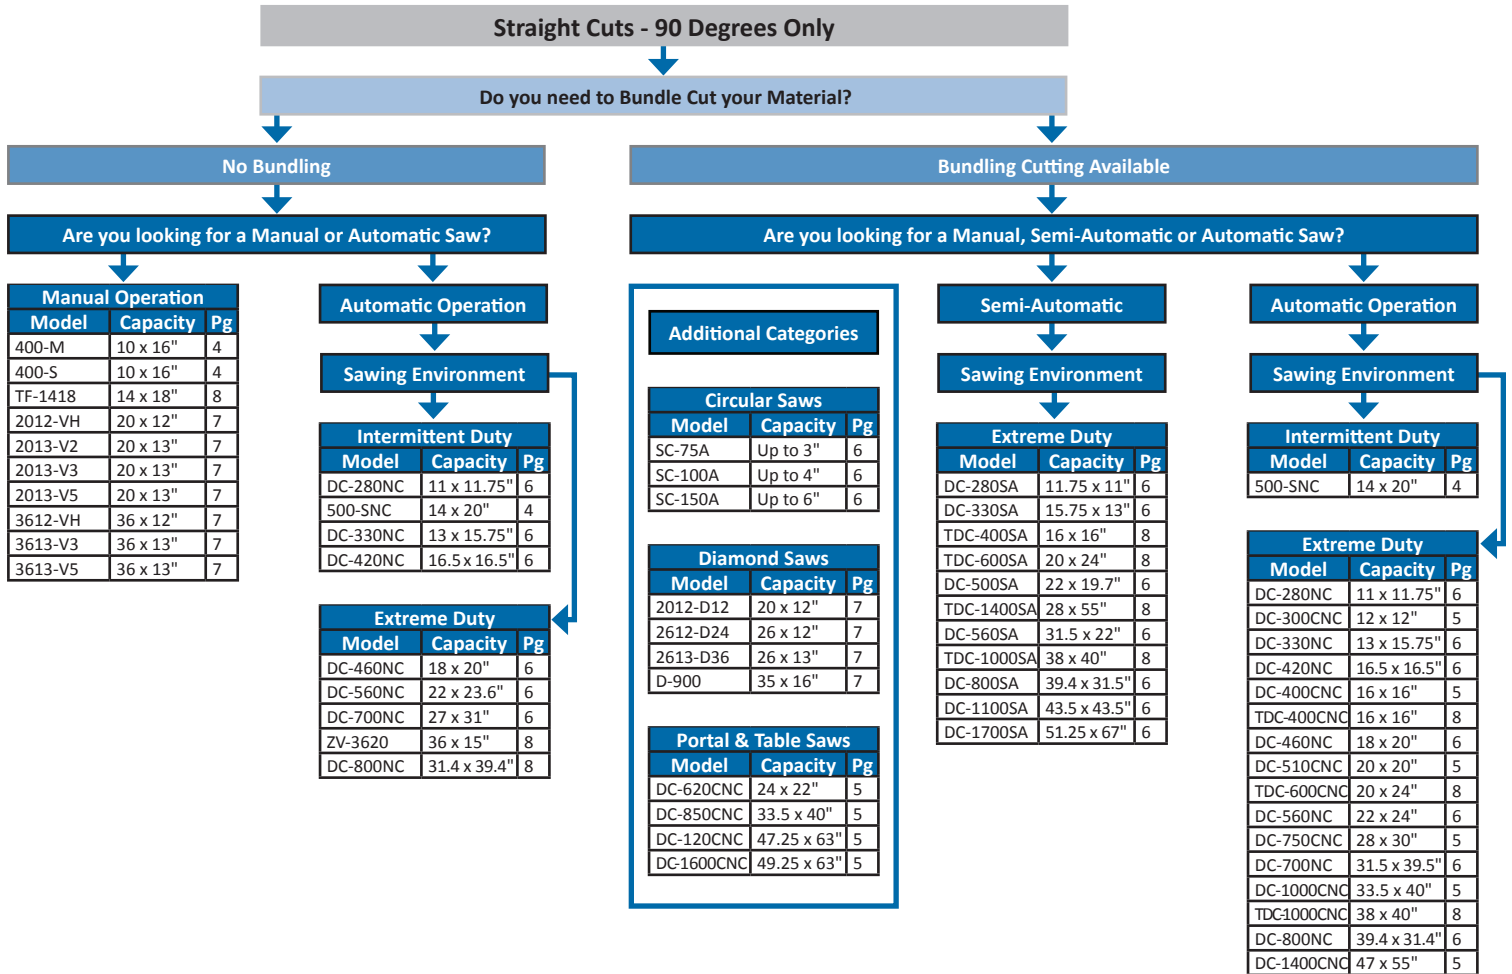 Straight Cuts - 90 Degrees Only
Do you need to Bundle Cut your Material?
No Bundling
Are you looking for a Manual or Automatic Saw?
Manual Operation
Model Capacity Pg
400-M 10 x 16" 4
400-S 10 x 16" 4
TF-1418 14 x 18" 8
2012-VH 20 x 12" 7
2013-V2 20 x 13" 7
2013-V3 20 x 13" 7
2013-V5 20 x 13" 7
3612-VH 36 x 12" 7
3613-V3 36 x 13" 7
3613-V5 36 x 13" 7
Automatic Operation
Sawing Environment
Intermittent Duty
Model Capacity Pg
DC-280NC 11 x 11.75" 6
500-SNC 14 x 20" 4
DC-330NC 13 x 15.75" 6
DC-420NC 16.5 x 16.5" 6
Extreme Duty
Model Capacity Pg
DC-460NC 18 x 20" 6
DC-560NC 22 x 23.6" 6
DC-700NC 27 x 31" 6
ZV-3620 36 x 15" 8
DC-800NC 31.4 x 39.4" 8
Bundling Cutting Available
Are you looking for a Manual, Semi-Automatic or Automatic Saw?
Additional Categories
Circular Saws
Model Capacity Pg
SC-75A Up to 3" 6
SC-100A Up to 4" 6
SC-150A Up to 6" 6
Diamond Saws
Model Capacity Pg
2012-D12 20 x 12" 7
2612-D24 26 x 12" 7
2613-D36 26 x 13" 7
D-900 35 x 16" 7
Portal & Table Saws
Model Capacity Pg
DC-620CNC 24 x 22" 5
DC-850CNC 33.5 x 40" 5
DC-120CNC 47.25 x 63" 5
DC-1600CNC 49.25 x 63" 5
Semi-Automatic
Sawing Environment
Extreme Duty
Model Capacity Pg
DC-280SA 11.75 x 11" 6
DC-330SA 15.75 x 13" 6
TDC-400SA 16 x 16" 8
TDC-600SA 20 x 24" 8
DC-500SA 22 x 19.7" 6
TDC-1400SA 28 x 55" 8
DC-560SA 31.5 x 22" 6
TDC-1000SA 38 x 40" 8
DC-800SA 39.4 x 31.5" 6
DC-1100SA 43.5 x 43.5" 6
DC-1700SA 51.25 x 67" 6
Automatic Operation
Sawing Environment
Intermittent Duty
Model Capacity Pg
500-SNC 14 x 20" 4
Extreme Duty
Model Capacity Pg
DC-280NC 11 x 11.75" 6
DC-300CNC 12 x 12" 5
DC-330NC 13 x 15.75" 6
DC-420NC 16.5 x 16.5" 6
DC-400CNC 16 x 16" 5
TDC-400CNC 16 x 16" 8
DC-460NC 18 x 20" 6
DC-510CNC 20 x 20" 5
TDC-600CNC 20 x 24" 8
DC-560NC 22 x 24" 6
DC-750CNC 28 x 30" 5
DC-700NC 31.5 x 39.5" 6
DC-1000CNC 33.5 x 40" 5
TDC-1000CNC 38 x 40" 8
DC-800NC 39.4 x 31.4" 6
DC-1400CNC 47 x 55" 5